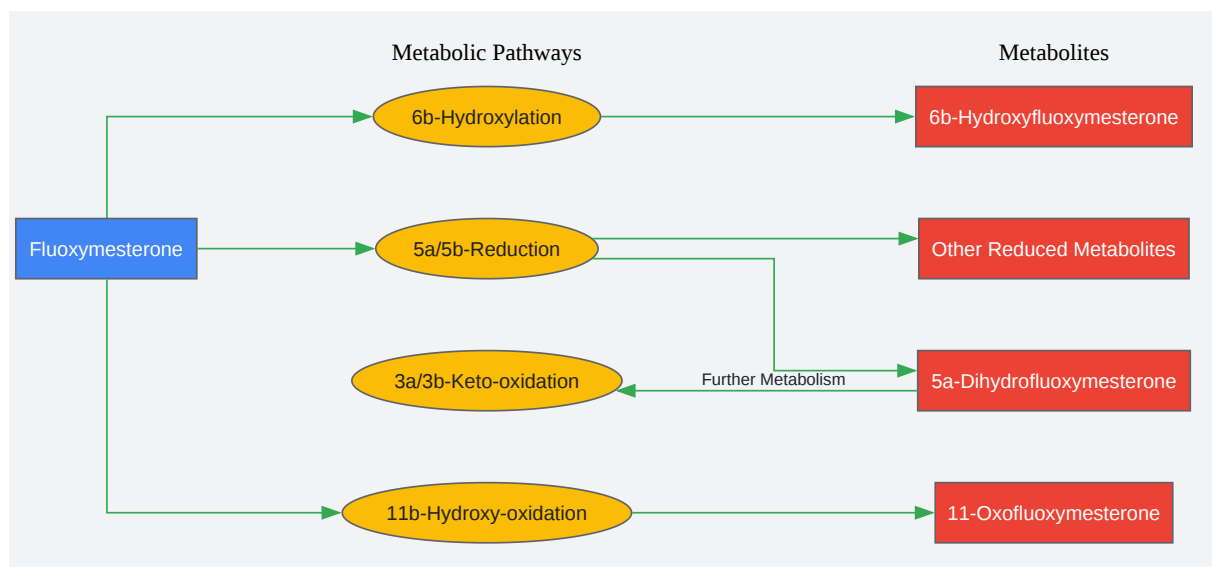 Metabolic Pathways
Metabolites
6b-Hydroxylation
6b-Hydroxyfluoxymesterone
Fluoxymesterone
5a/5b-Reduction
Other Reduced Metabolites
3a/3b-Keto-oxidation
Further Metabolism
5a-Dihydrofluoxymesterone
11b-Hydroxy-oxidation
11-Oxofluoxymesterone